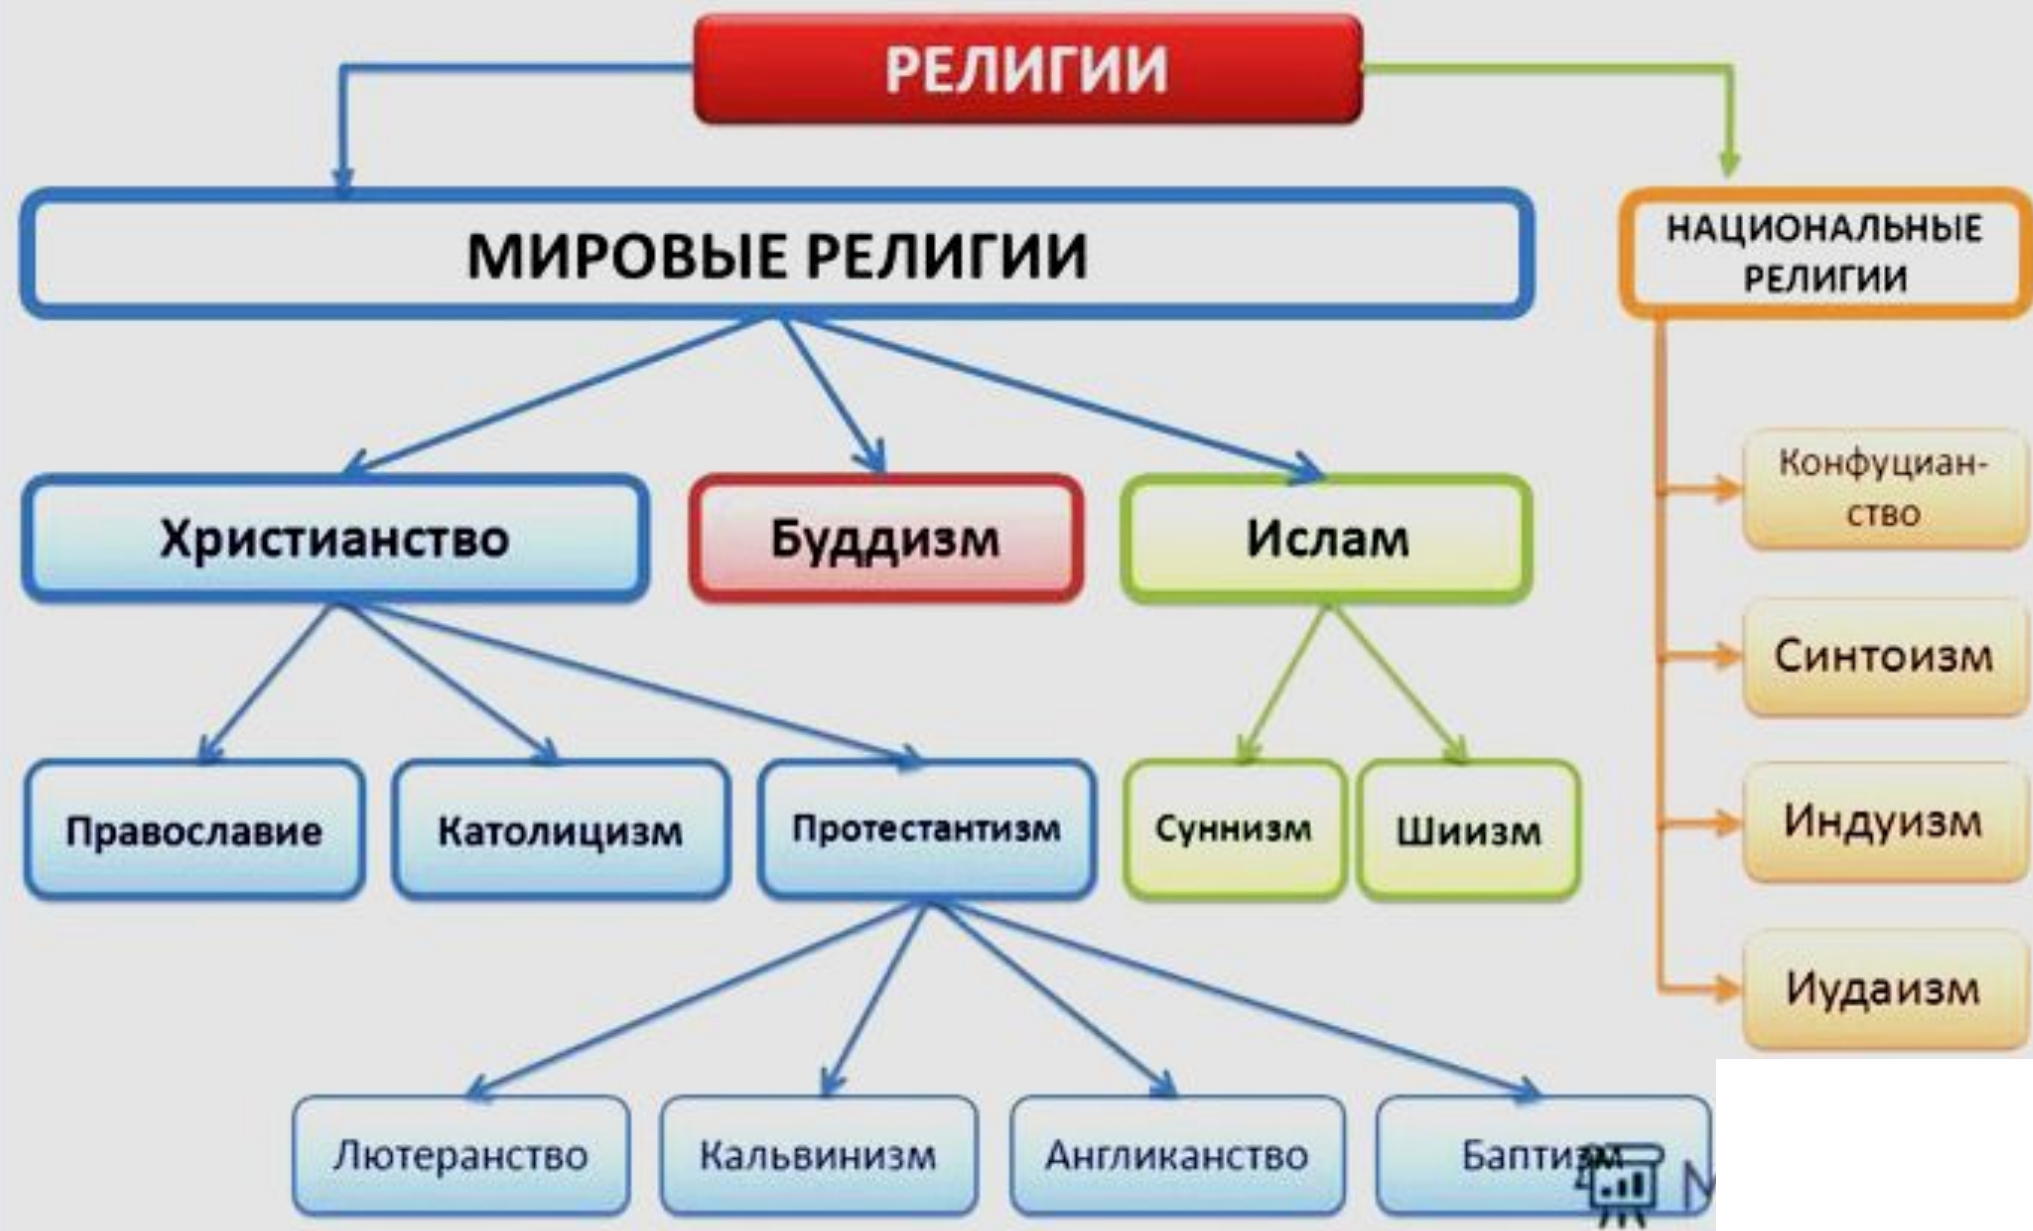 РЕЛИГИИ
МИРОВЫЕ РЕЛИГИИ
НАЦИОНАЛЬНЫЕ
РЕЛИГИИ
Христианство
Буддизм
Ислам
Конфуциан-
ство
Синтоизм
Индуизм
Иудаизм
Православие
Католицизм
Протестантизм
Суннизм
Шиизм
Лютеранство
Кальвинизм
Англиканство
Баптизм